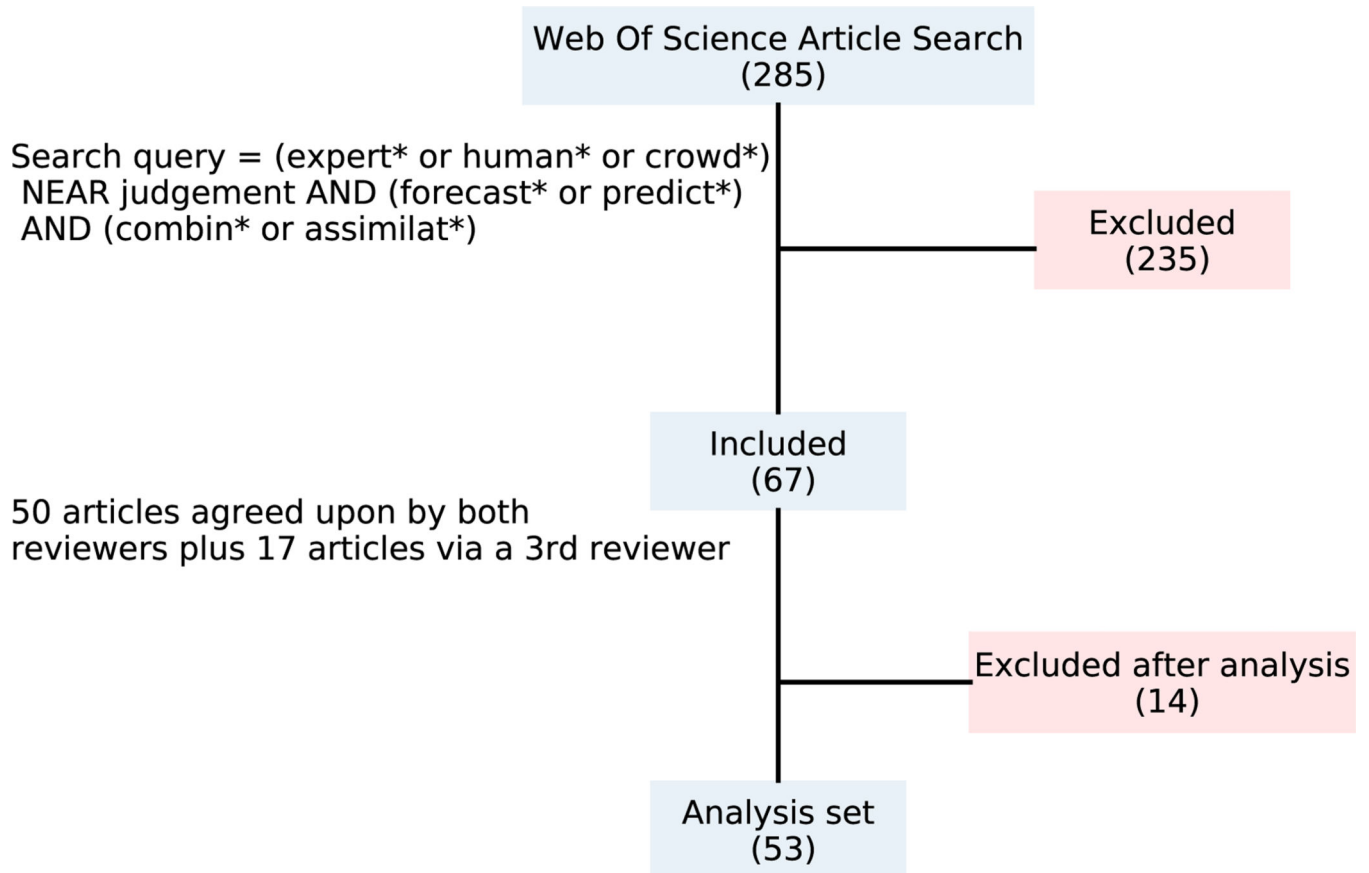 Web Of Science Article Search
(285)
Search query = (expert* or human* or crowd*)
NEAR judgement AND (forecast* or predict*)
AND (combin* or assimilat*)
Excluded
(235)
Included
(67)
50 articles agreed upon by both
reviewers plus 17 articles via a 3rd reviewer
Excluded after analysis
(14)
Analysis set
(53)